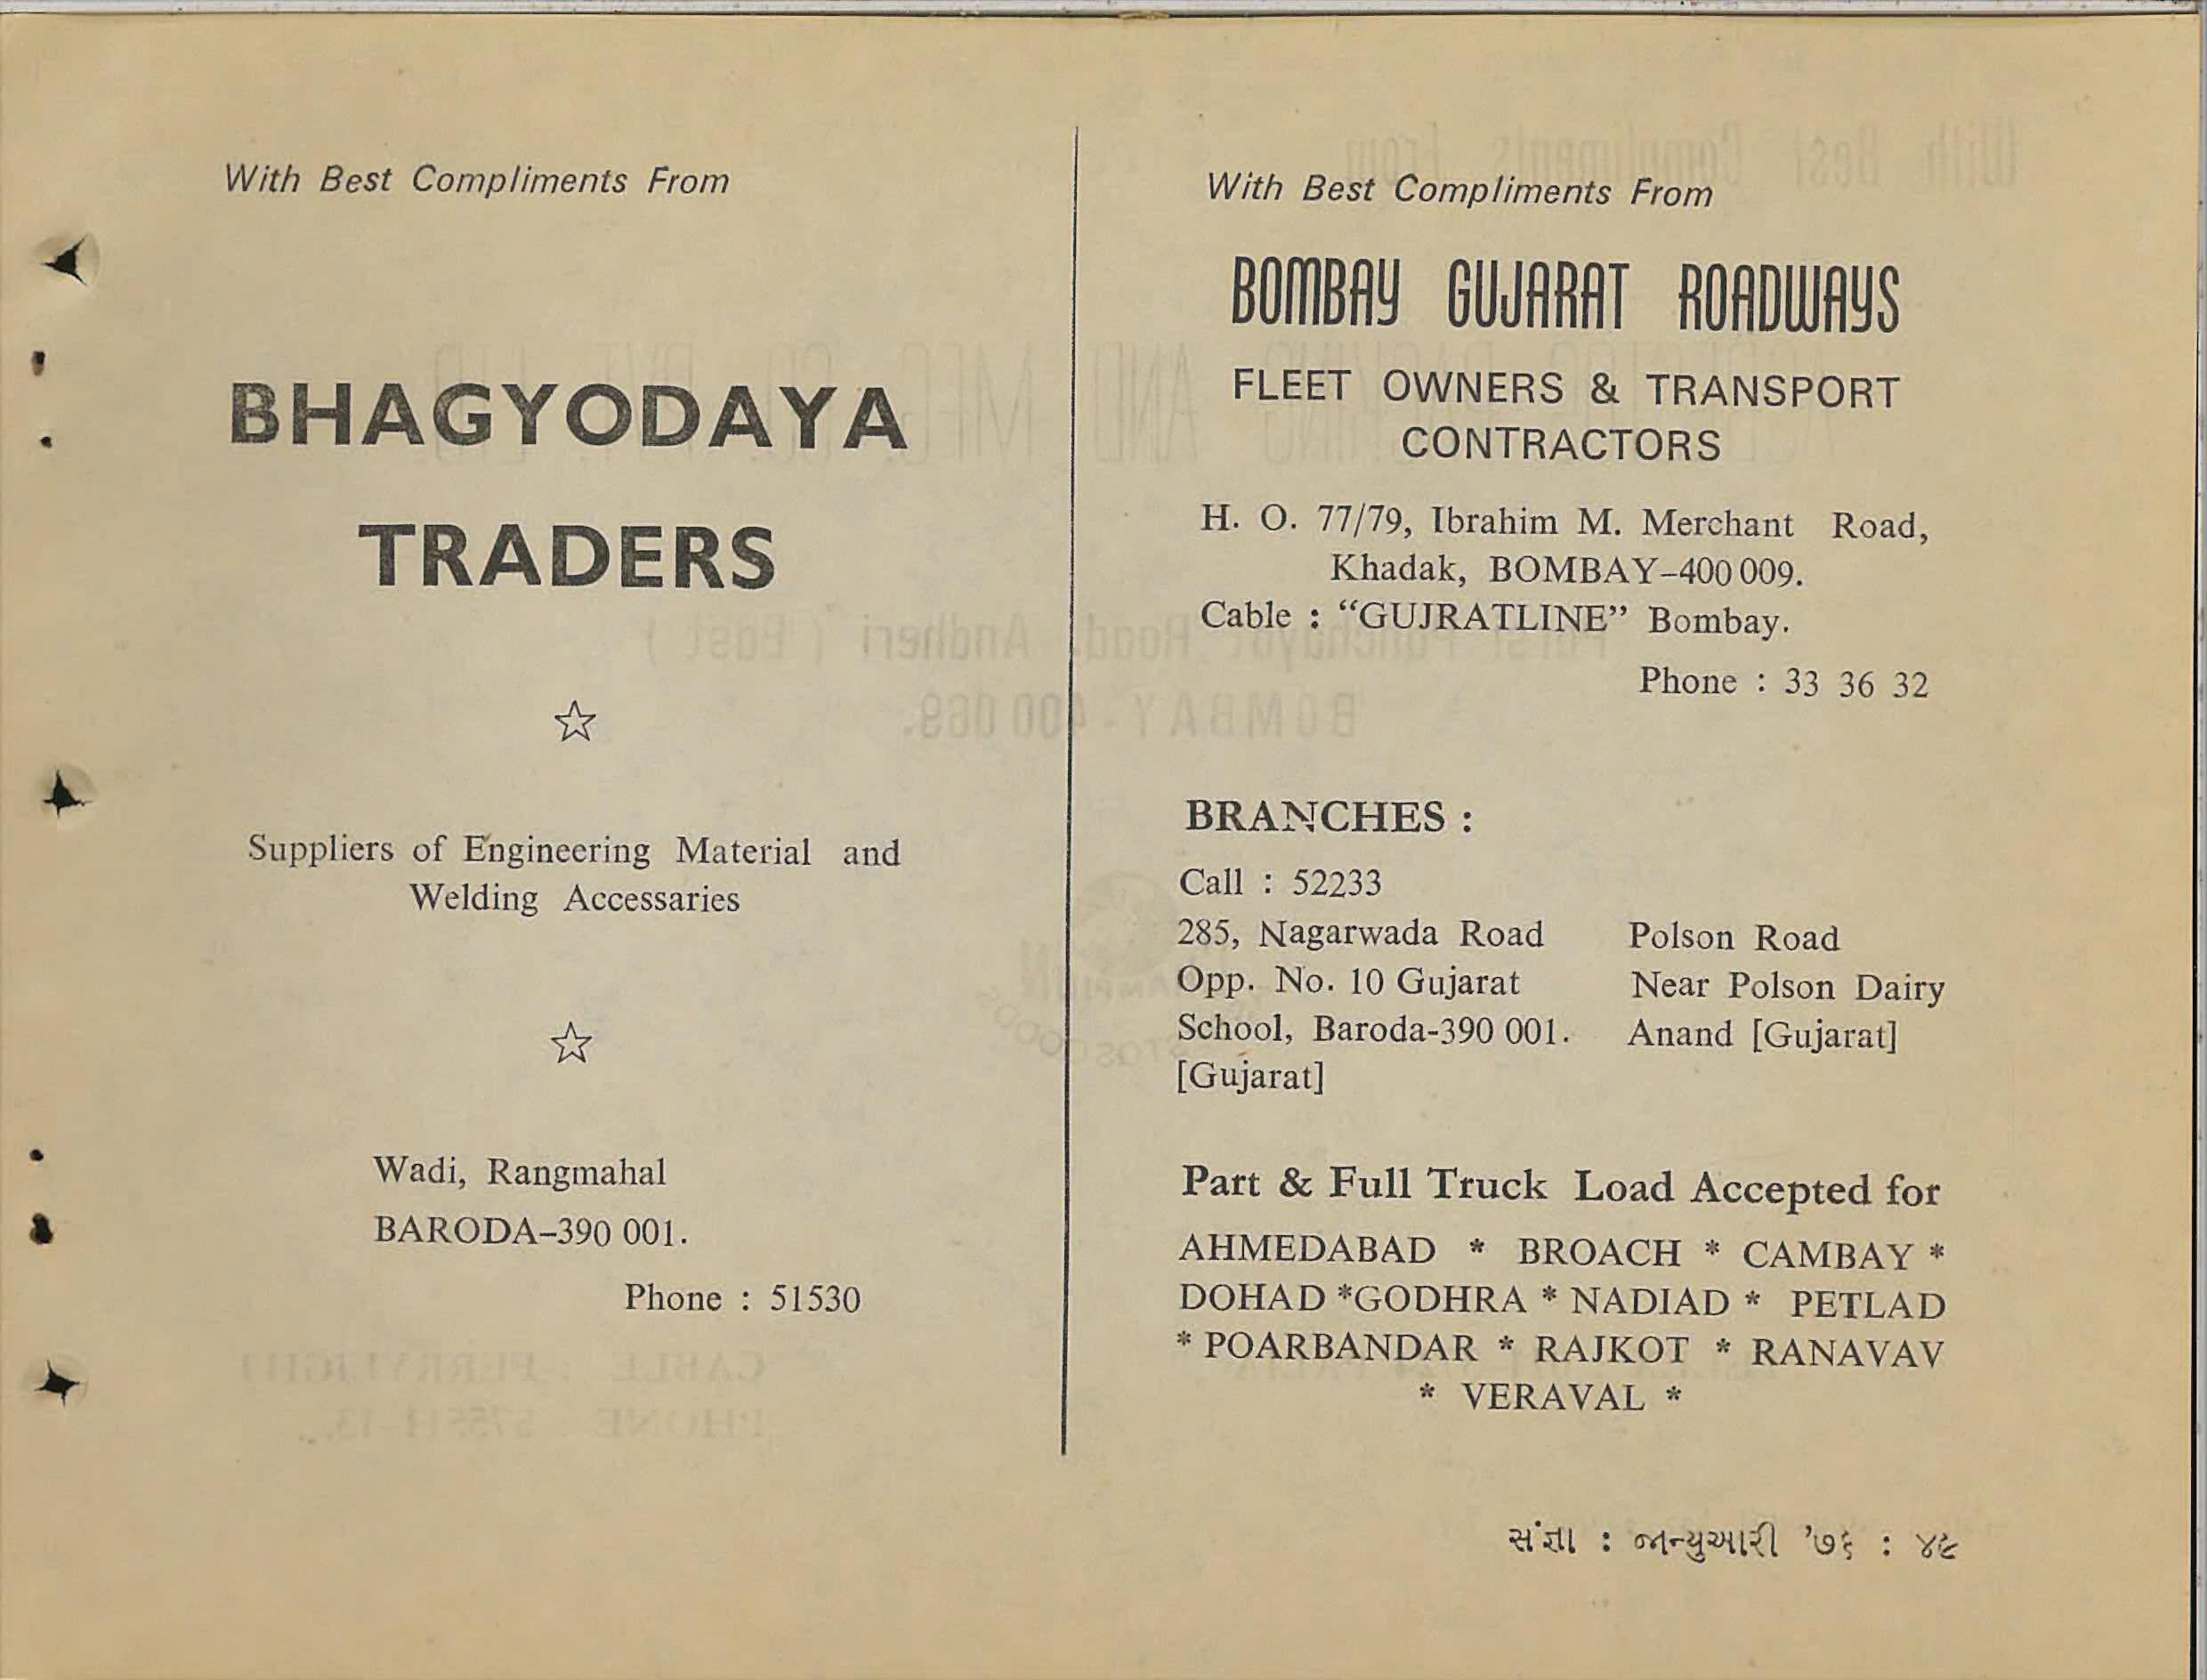 With Best Compliments From
BHAGYODAYA
TRADERS
Suppliers of Engineering Material and
Welding Accessaries
Wadi, Rangmahal
BARODA–390 001.
Phone : 51530
With Best Compliments From
BOMBAY GUJARAT ROADWAYS
FLEET OWNERS & TRANSPORT
CONTRACTORS
H. O. 77/79, Ibrahim M. Merchant Road,
Khadak, BOMBAY–400 009.
Cable : “GUJRATLINE” Bombay.
Phone : 33 36 32
BRANCHES :
Call : 52233
285, Nagarwada Road
Opp. No. 10 Gujarat
School, Baroda-390 001.
[Gujarat]
Polson Road
Near Polson Dairy
Anand [Gujarat]
Part & Full Truck Load Accepted for
AHMEDABAD * BROACH * CAMBAY *
DOHAD *GODHRA * NADIAD * PETLAD
* POARBANDAR * RAJKOT * RANAVAV
* VERAVAL *
સંજ્ઞા : જાન્યુઆરી '૭૬ : ૪૯